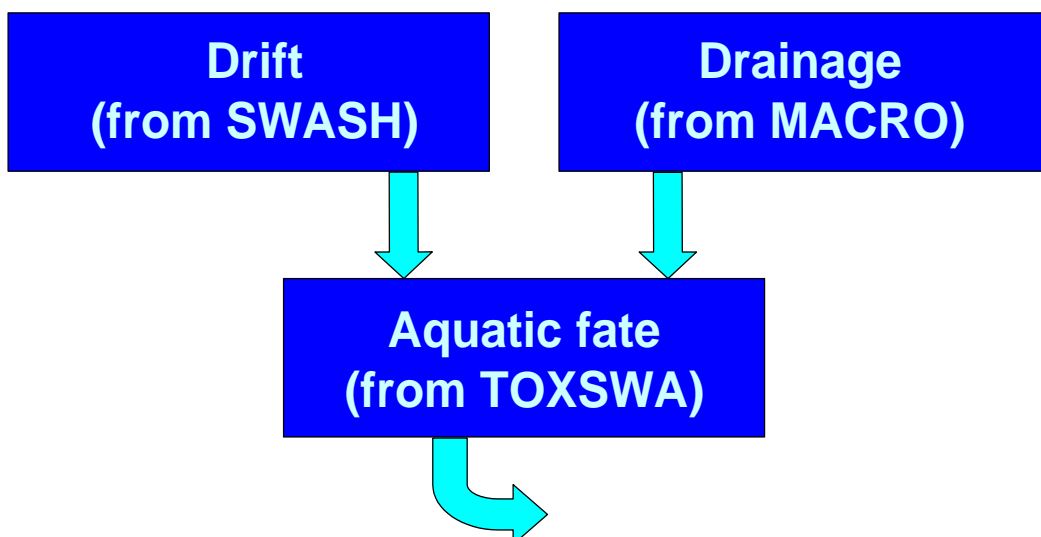 Drift
(from SWASH)
Drainage
(from MACRO)
Aquatic fate
(from TOXSWA)